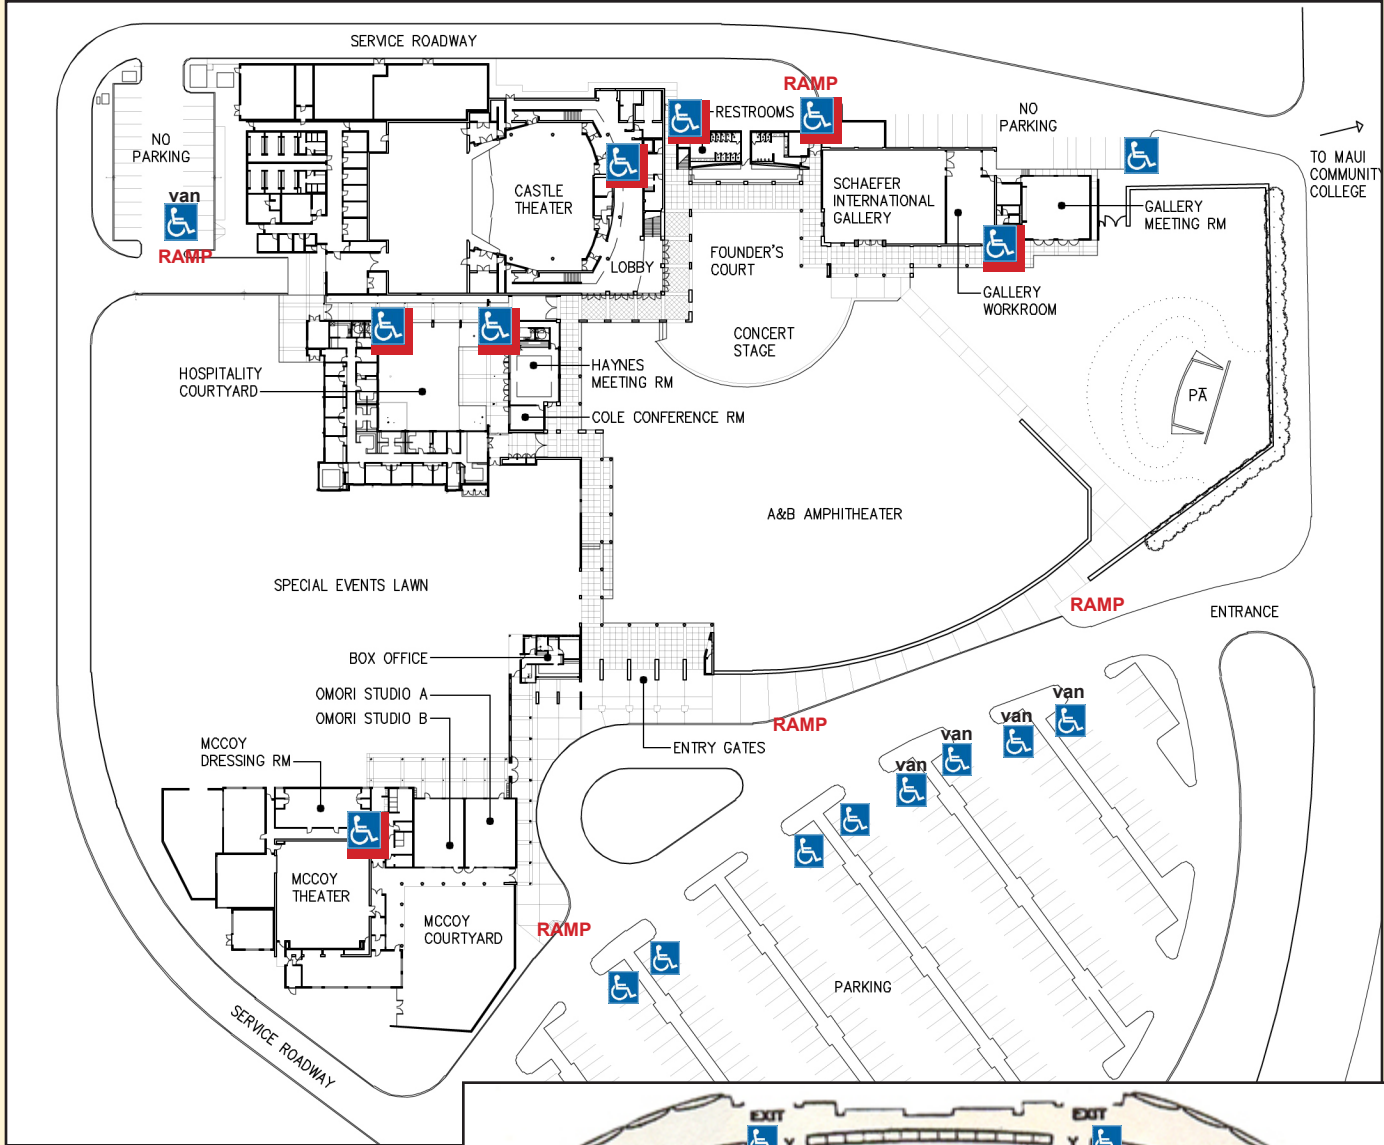 SERVICE ROADWAY
RAMP
RESTROOMS
NO
PARKING
NO
PARKING
TO MAUI
COMMUNITY
COLLEGE
van
RAMP
CASTLE
THEATER
SCHAEFER
INTERNATIONAL
GALLERY
GALLERY
MEETING RM
LOBBY
FOUNDER'S
COURT
GALLERY
WORKROOM
CONCERT
STAGE
HOSPITALITY
COURTYARD
HAYNES
MEETING RM
PĀ
COLE CONFERENCE RM
A&B AMPHITHEATER
SPECIAL EVENTS LAWN
RAMP
ENTRANCE
BOX OFFICE
OMORI STUDIO A
OMORI STUDIO B
van
van
RAMP
van
van
ENTRY GATES
MCCOY
DRESSING RM
MCCOY
THEATER
MCCOY
COURTYARD
RAMP
PARKING
SERVICE ROADWAY
EXIT
EXIT